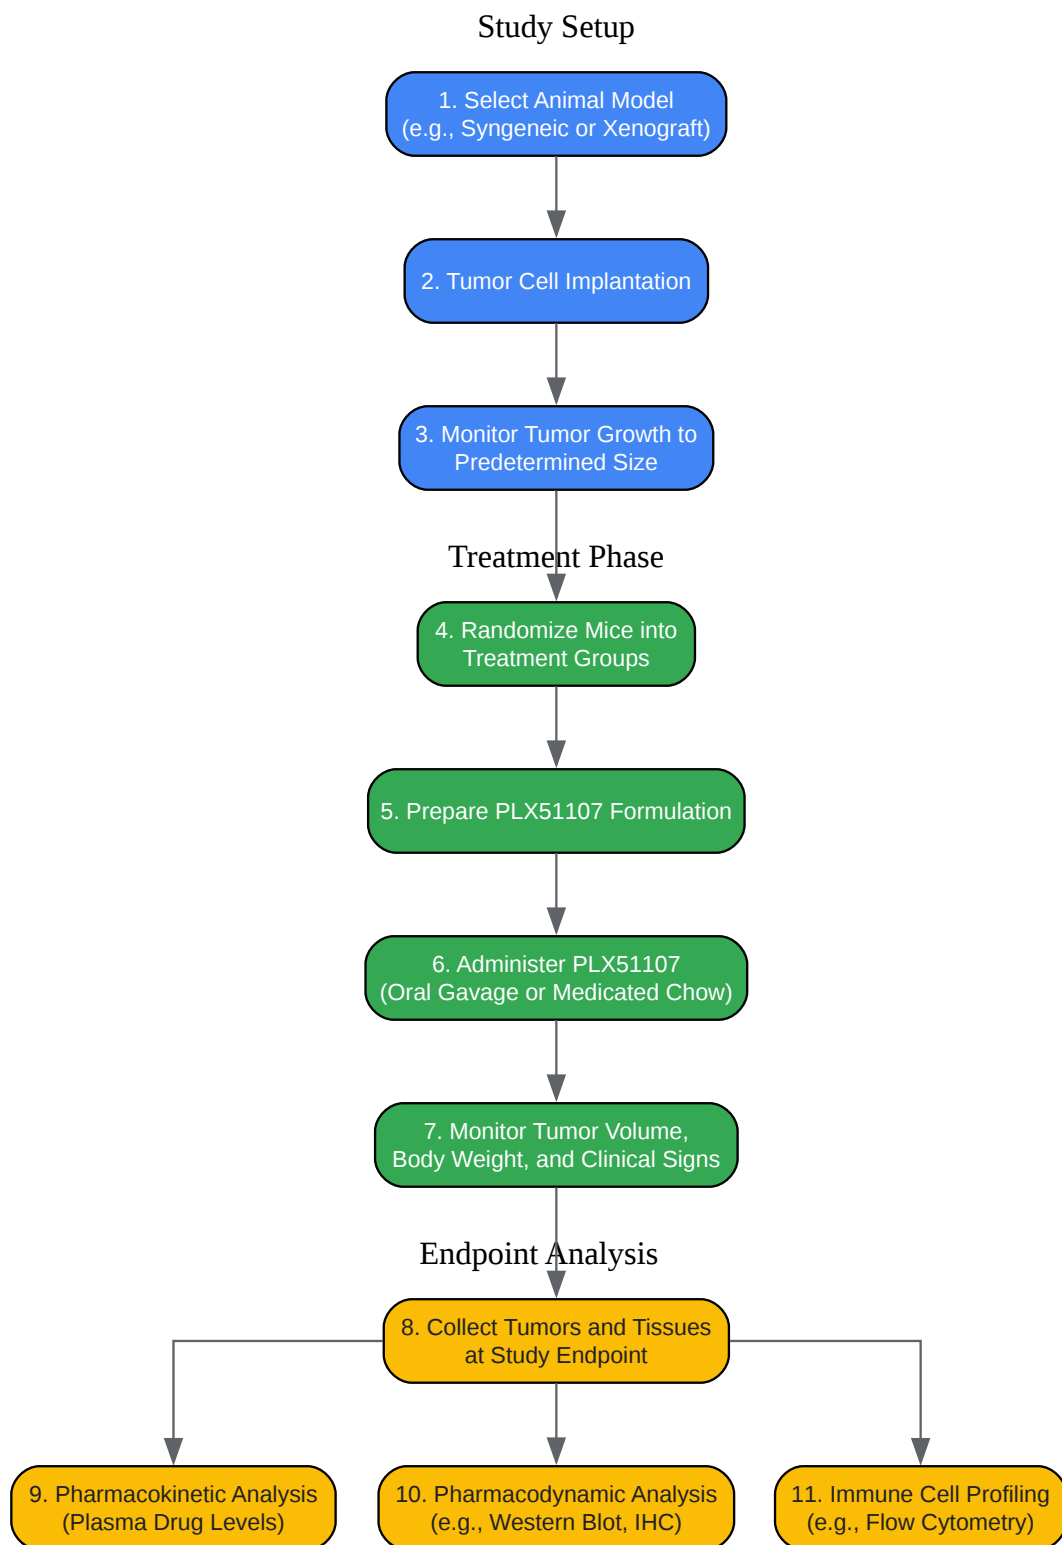 Study Setup
1. Select Animal Model
(e.g., Syngeneic or Xenograft)
2. Tumor Cell Implantation
3. Monitor Tumor Growth to
Predetermined Size
Treatment Phase
4. Randomize Mice into
Treatment Groups
5. Prepare PLX51107 Formulation
6. Administer PLX51107
(Oral Gavage or Medicated Chow)
7. Monitor Tumor Volume,
Body Weight, and Clinical Signs
Endpoint Analysis
8. Collect Tumors and Tissues
at Study Endpoint
9. Pharmacokinetic Analysis
(Plasma Drug Levels)
10. Pharmacodynamic Analysis
(e.g., Western Blot, IHC)
11. Immune Cell Profiling
(e.g., Flow Cytometry)